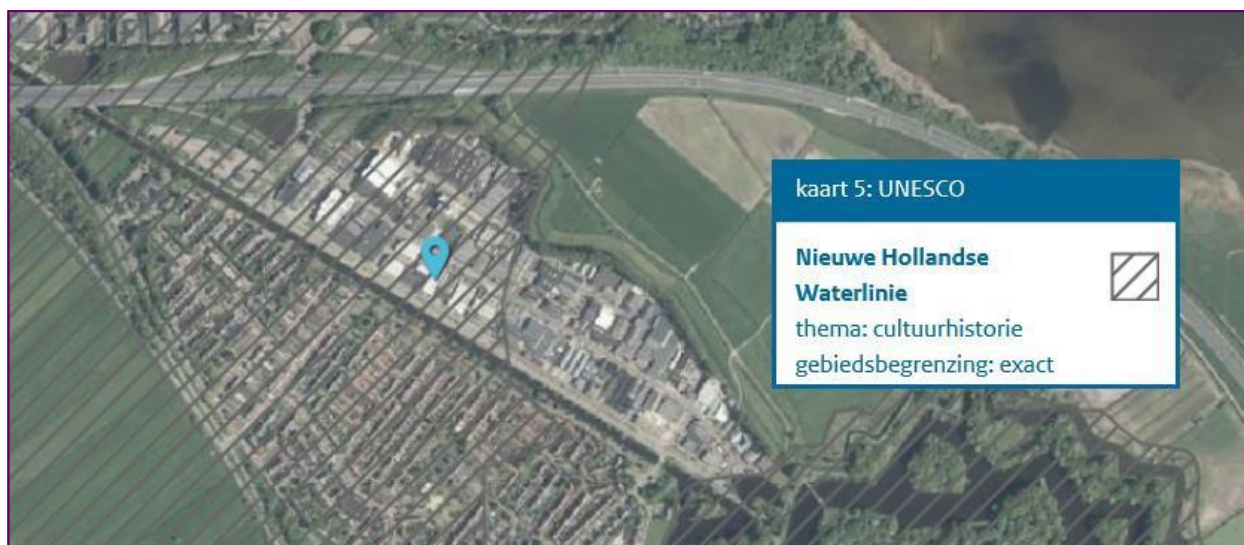 kaart 5: UNESCO
Nieuwe Hollandse
Waterlinie
thema: cultuurhistorie
gebiedsbegrenzing: exact